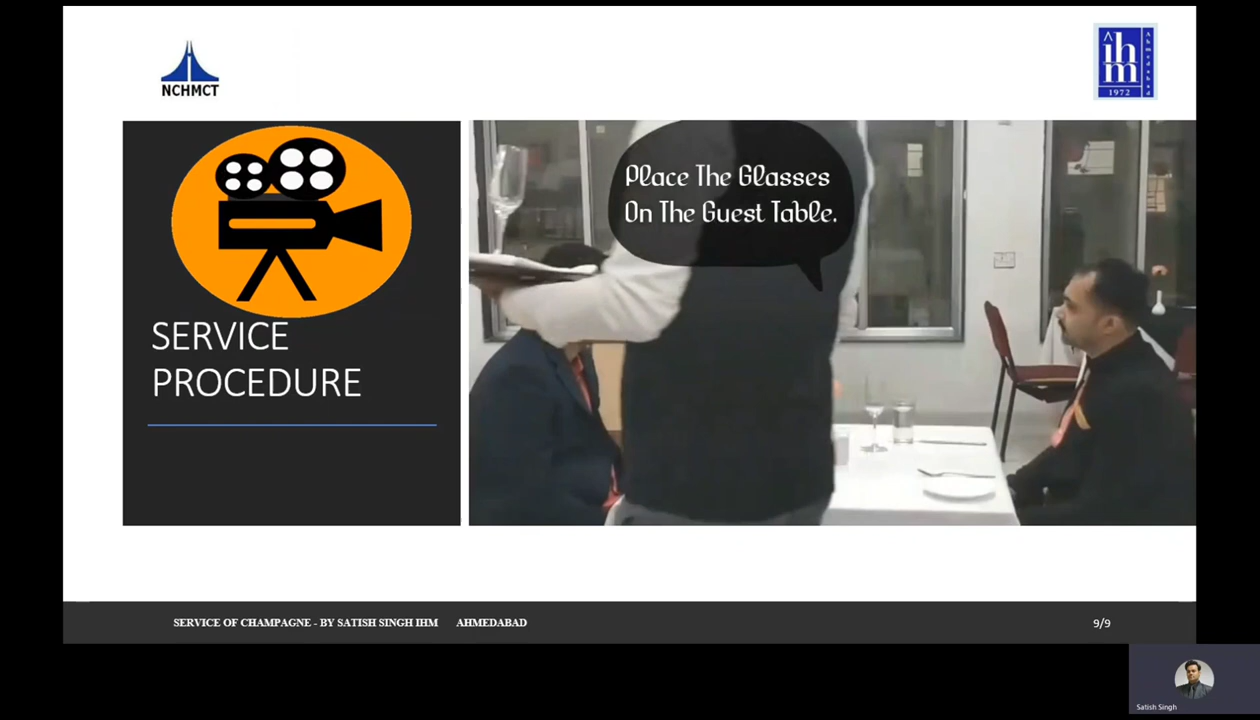 NCHMCT
ihm
Ahmedabad
1972
Place The Glasses
On The Guest Table.
SERVICE
PROCEDURE
SERVICE OF CHAMPAGNE - BY SATISH SINGH IHM AHMEDABAD
9/9
Satish Singh